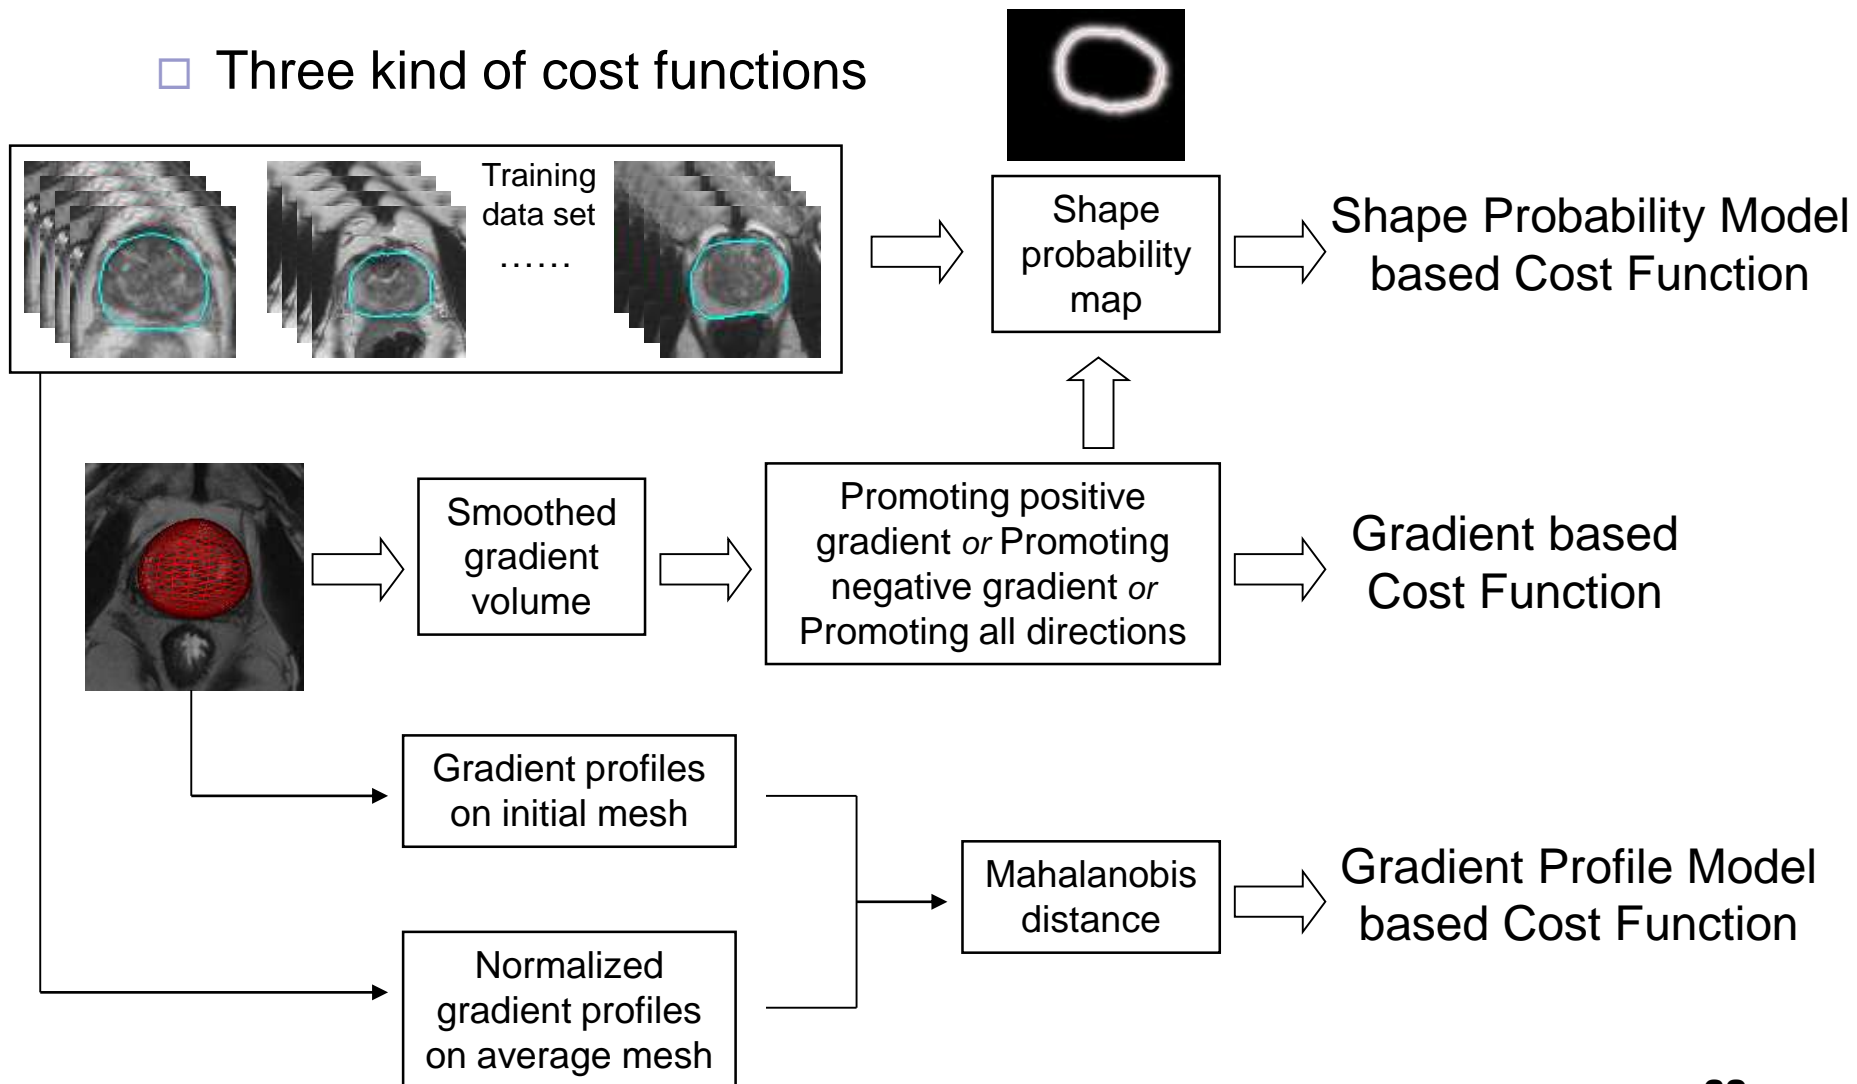 Three kind of cost functions
Training
data set
……
Shape
probability
map
Shape Probability Model
based Cost Function
Smoothed
gradient
volume
Promoting positive
gradient or Promoting
negative gradient or
Promoting all directions
Gradient based
Cost Function
Gradient profiles
on initial mesh
Mahalanobis
distance
Gradient Profile Model
based Cost Function
Normalized
gradient profiles
on average mesh